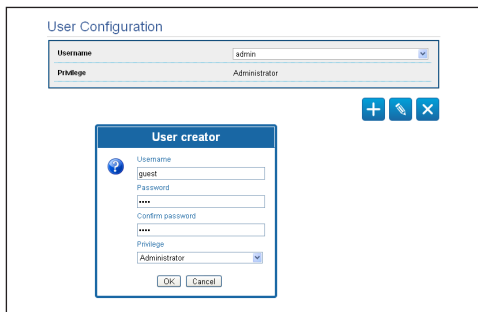 User Configuration
Username admin
Privilege Administrator
User creator
Username
guest
Password
••••
Confirm password
••••
Privilege
Administrator
OK Cancel